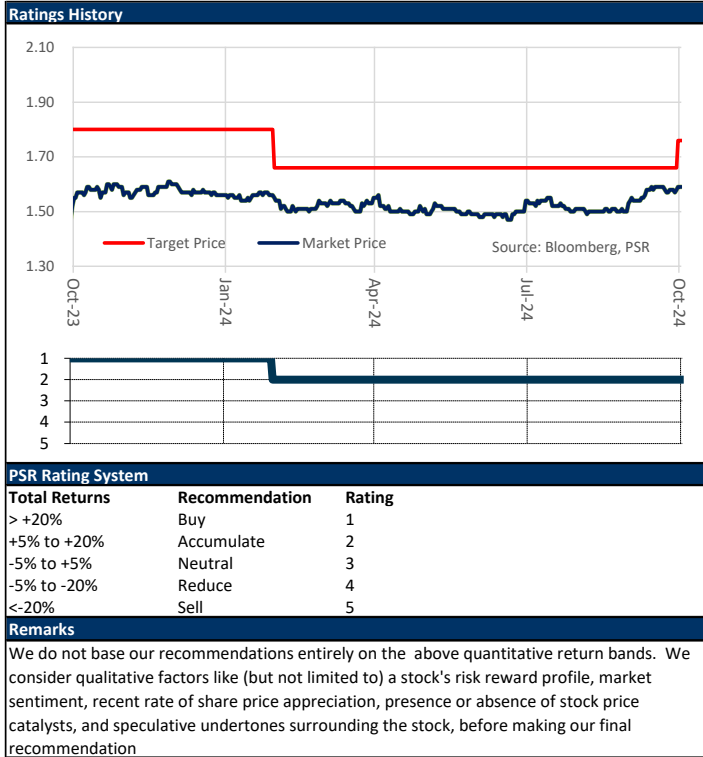 Ratings History
2.10
1.90
1.70
1.50
1.30
Target Price
Market Price
Source: Bloomberg, PSR
Oct-23
Jan-24
Apr-24
Jul-24
Oct-24
1
2
3
4
5
PSR Rating System
Total Returns Recommendation Rating
> +20% Buy 1
+5% to +20% Accumulate 2
-5% to +5% Neutral 3
-5% to -20% Reduce 4
<-20% Sell 5
Remarks
We do not base our recommendations entirely on the above quantitative return bands. We
consider qualitative factors like (but not limited to) a stock's risk reward profile, market
sentiment, recent rate of share price appreciation, presence or absence of stock price
catalysts, and speculative undertones surrounding the stock, before making our final
recommendation